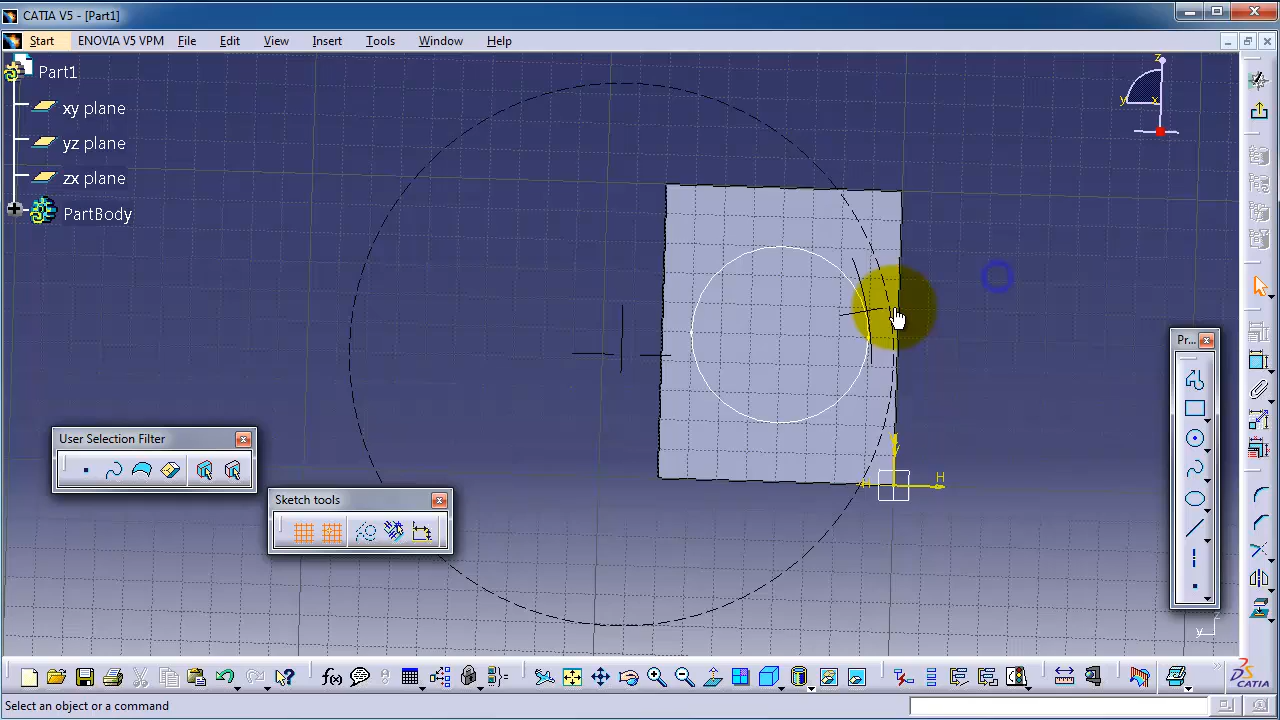 CATIA V5 - [Part1]
Start ENOVIA V5 VPM File Edit View Insert Tools Window Help
Part1
xy plane
yz plane
zx plane
PartBody
z
y
x
User Selection Filter
Sketch tools
Pr...
H
H
V
z
y
f(x)
CATIA
Select an object or a command